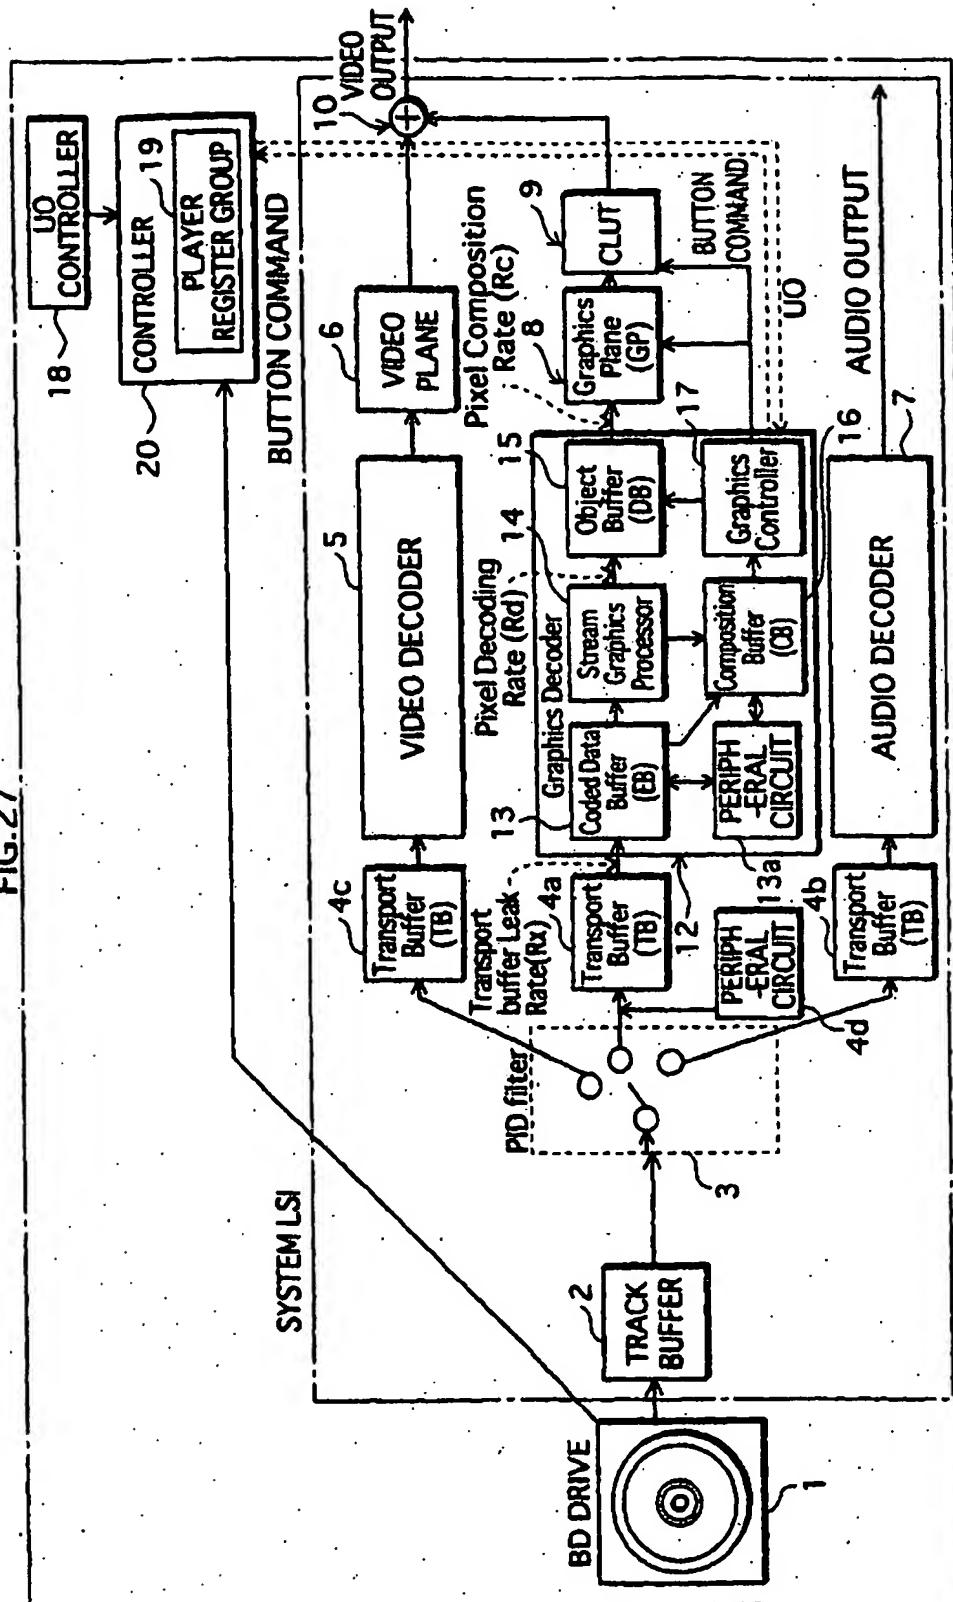 FIG.27
18
UO
CONTROLLER
20
CONTROLLER
19
PLAYER
REGISTER GROUP
BUTTON COMMAND
SYSTEM LSI
10
VIDEO
OUTPUT
4c
Transport
Buffer
(TB)
5
VIDEO DECODER
6
VIDEO
PLANE
Transport
buffer Leak
Rate(Rx)
Pixel Decoding
Rate (Rd)
Pixel Composition
Rate (Rc)
BD DRIVE
1
2
TRACK
BUFFER
PID filter
3
4a
Transport
Buffer
(TB)
PERIPH
-ERAL
CIRCUIT
4d
12
Graphics Decoder
13
Coded Data
Buffer
(EB)
14
Stream
Graphics
Processor
15
Object
Buffer
(DB)
8
Graphics
Plane
(GP)
9
CLUT
PERIPH
-ERAL
CIRCUIT
13a
Composition
Buffer
(CB)
16
17
Graphics
Controller
BUTTON
COMMAND
UO
4b
Transport
Buffer
(TB)
AUDIO DECODER
7
AUDIO OUTPUT